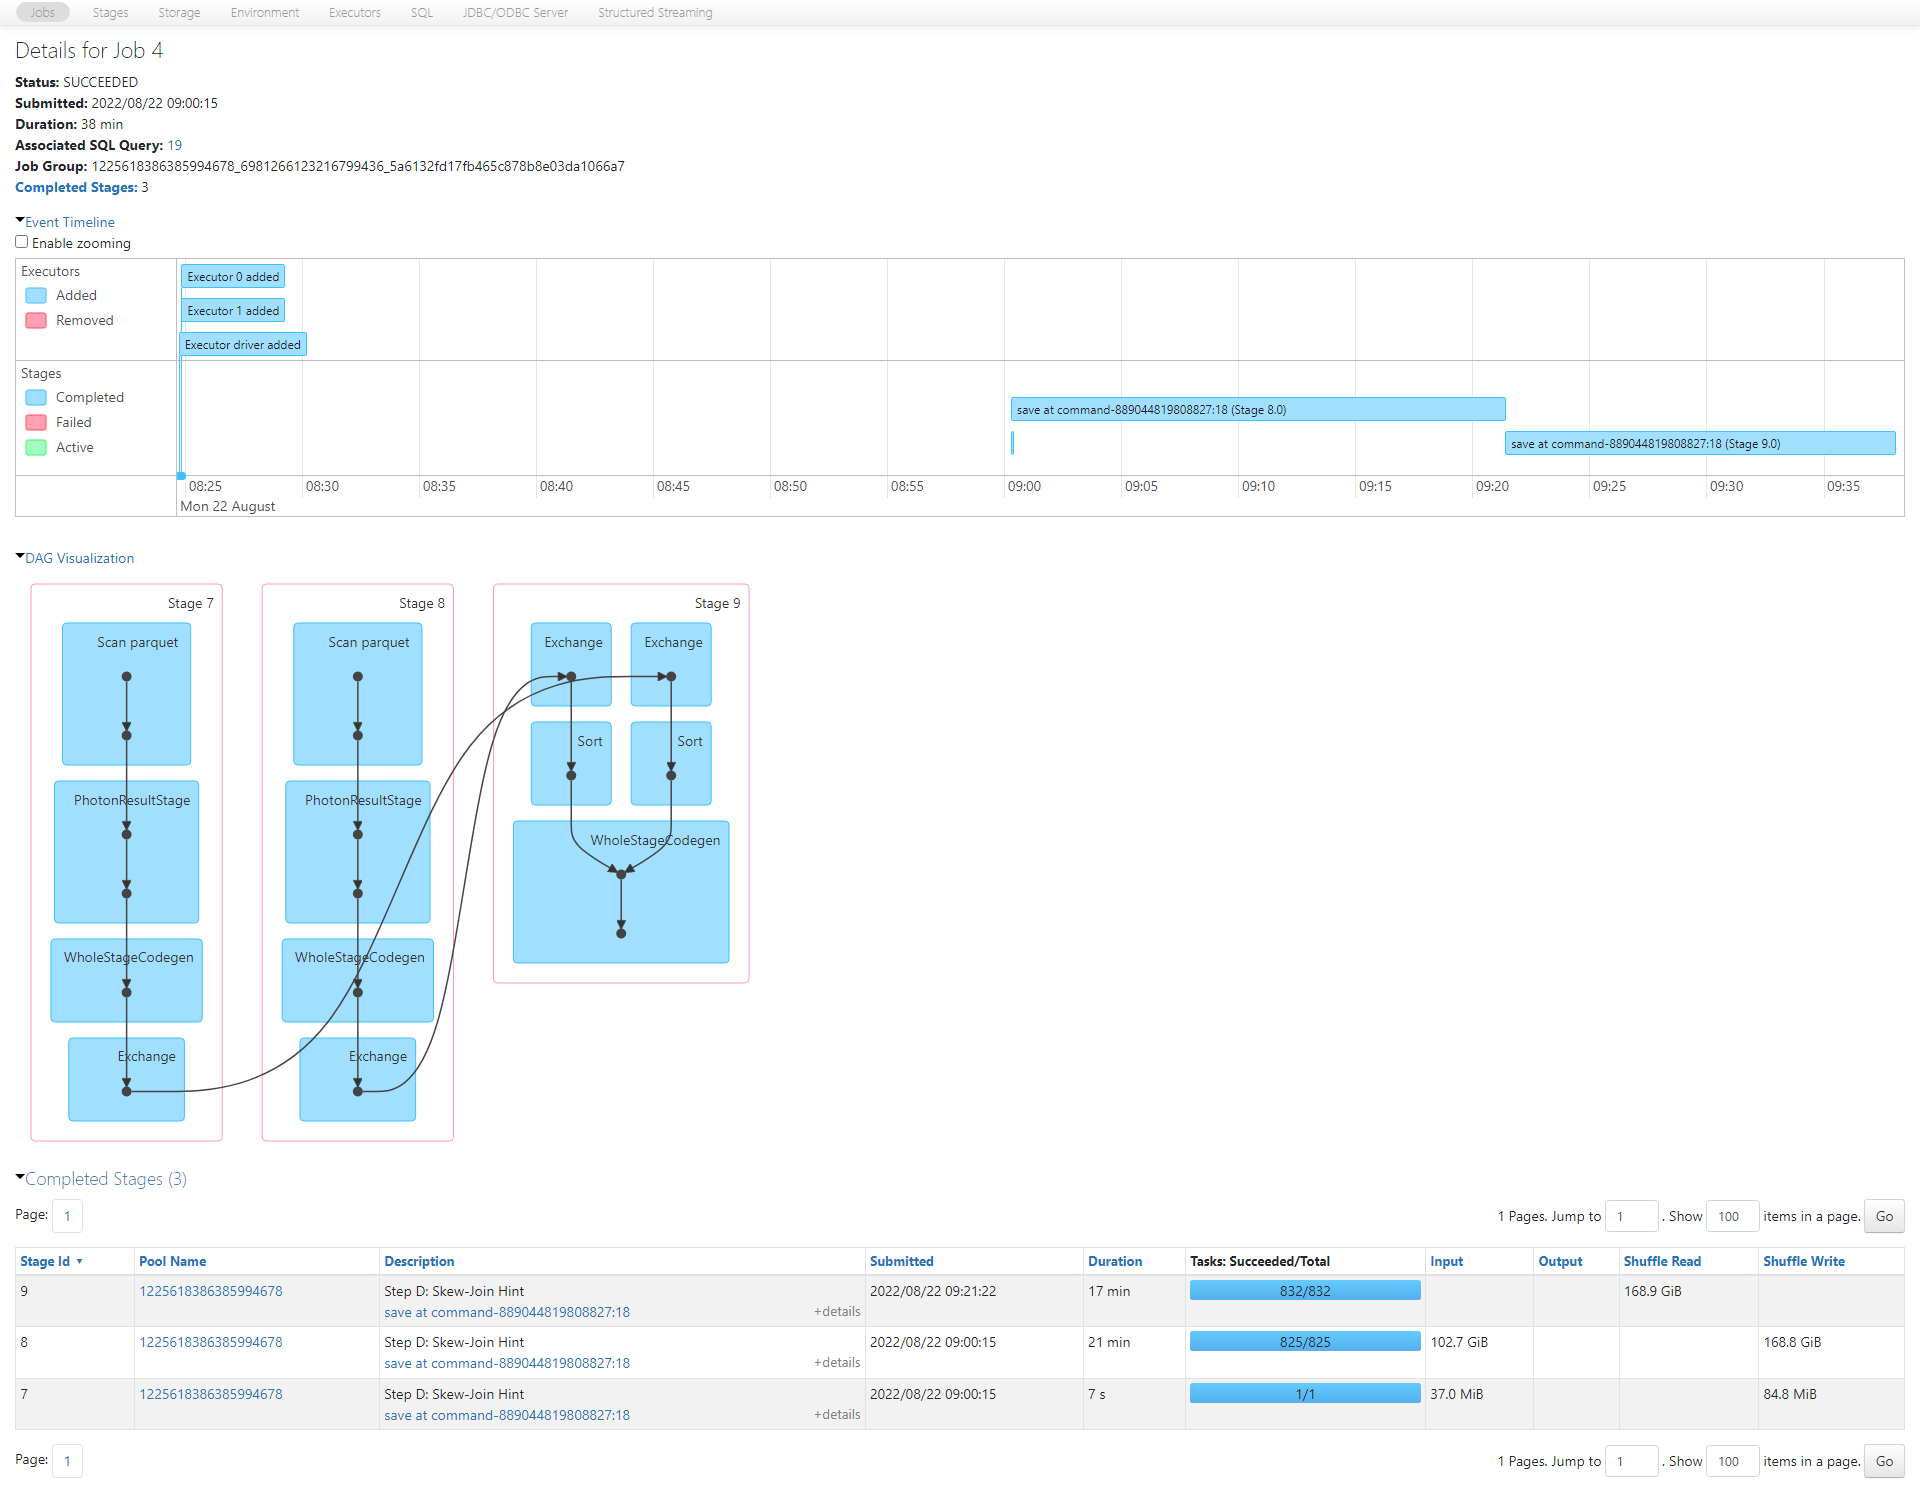 Jobs Stages Storage Environment Executors SQL JDBC/ODBC Server Structured Streaming
Details for Job 4
Status: SUCCEEDED
Submitted: 2022/08/22 09:00:15
Duration: 38 min
Associated SQL Query: 19
Job Group: 1225618386385994678_6981266123216799436_5a6132fd17fb465c878b8e03da1066a7
Completed Stages: 3
Event Timeline
Enable zooming
Executors
Added
Removed
Executor 0 added
Executor 1 added
Executor driver added
Stages
Completed
Failed
Active
save at command-889044819808827:18 (Stage 8.0)
save at command-889044819808827:18 (Stage 9.0)
08:25 08:30 08:35 08:40 08:45 08:50 08:55 09:00 09:05 09:10 09:15 09:20 09:25 09:30 09:35
Mon 22 August
DAG Visualization
Stage 7
Scan parquet
PhotonResultStage
WholeStageCodegen
Exchange
Stage 8
Scan parquet
PhotonResultStage
WholeStageCodegen
Exchange
Stage 9
Exchange Exchange
Sort Sort
WholeStageCodegen
Completed Stages (3)
Page: 1 1 Pages. Jump to 1 . Show 100 items in a page. Go
Stage Id ▾ Pool Name Description Submitted Duration Tasks: Succeeded/Total Input Output Shuffle Read Shuffle Write
9 1225618386385994678 Step D: Skew-Join Hint 2022/08/22 09:21:22 17 min 832/832 168.9 GiB
save at command-889044819808827:18 +details
8 1225618386385994678 Step D: Skew-Join Hint 2022/08/22 09:00:15 21 min 825/825 102.7 GiB 168.8 GiB
save at command-889044819808827:18 +details
7 1225618386385994678 Step D: Skew-Join Hint 2022/08/22 09:00:15 7 s 1/1 37.0 MiB 84.8 MiB
save at command-889044819808827:18 +details
Page: 1 1 Pages. Jump to 1 . Show 100 items in a page. Go